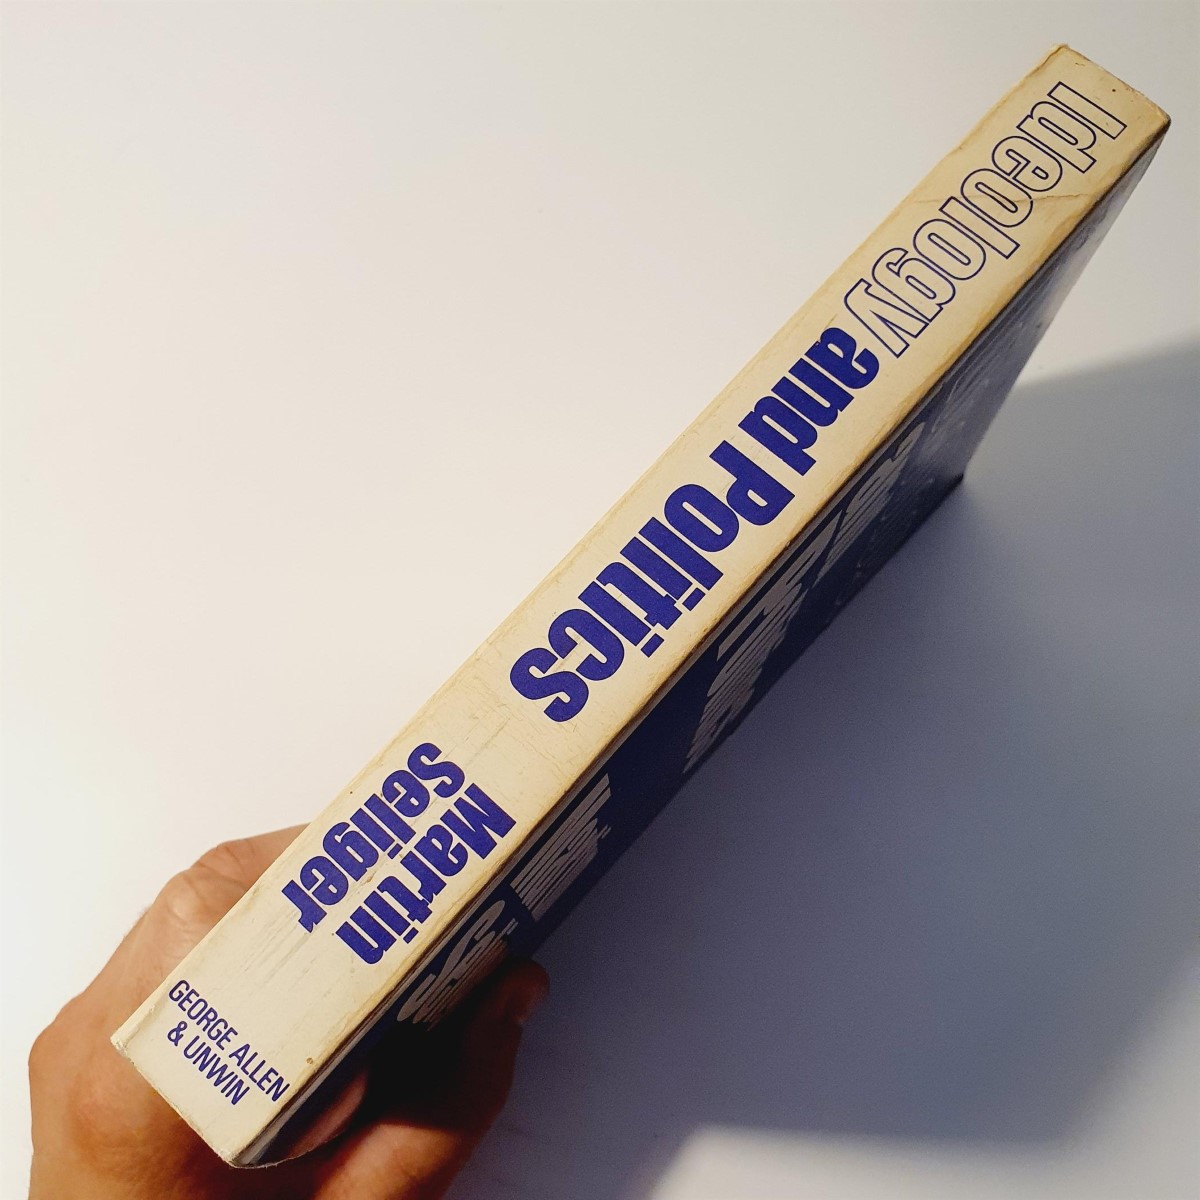 Ideology and Politics
Martin
Seliger
GEORGE ALLEN
& UNWIN